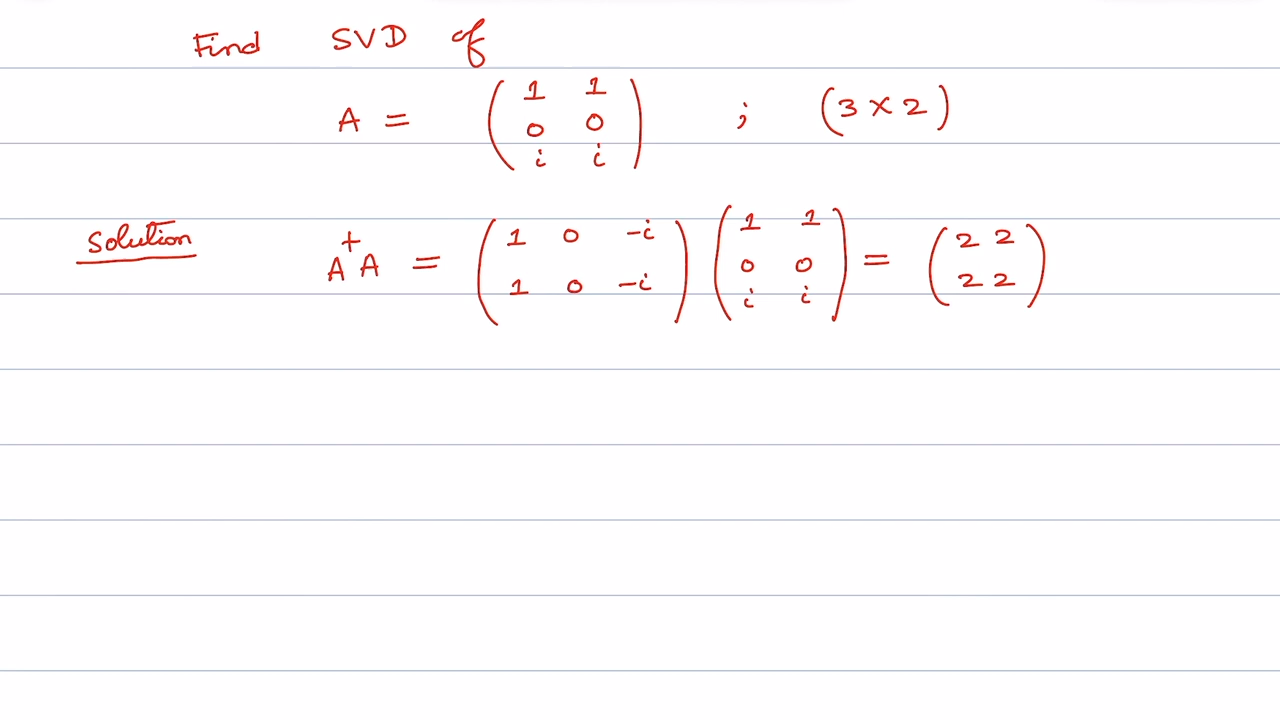 Find SVD of
A = ( 1 1 ; (3 × 2)
0 0
i i )
Solution A† A = ( 1 0 -i ) ( 1 1 ) = ( 2 2 )
1 0 -i 0 0 2 2
i i